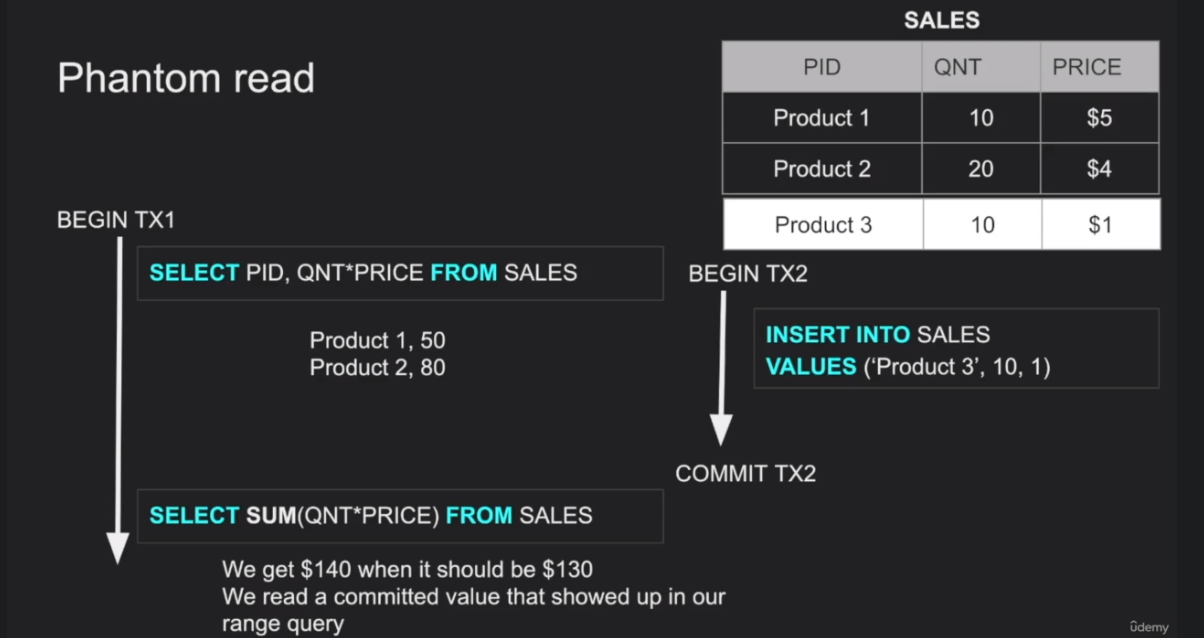 Phantom read
SALES
PID QNT PRICE
Product 1 10 $5
Product 2 20 $4
Product 3 10 $1
BEGIN TX1
SELECT PID, QNT*PRICE FROM SALES
Product 1, 50
Product 2, 80
BEGIN TX2
INSERT INTO SALES
VALUES (‘Product 3’, 10, 1)
COMMIT TX2
SELECT SUM(QNT*PRICE) FROM SALES
We get $140 when it should be $130
We read a committed value that showed up in our
range query
ûdemy